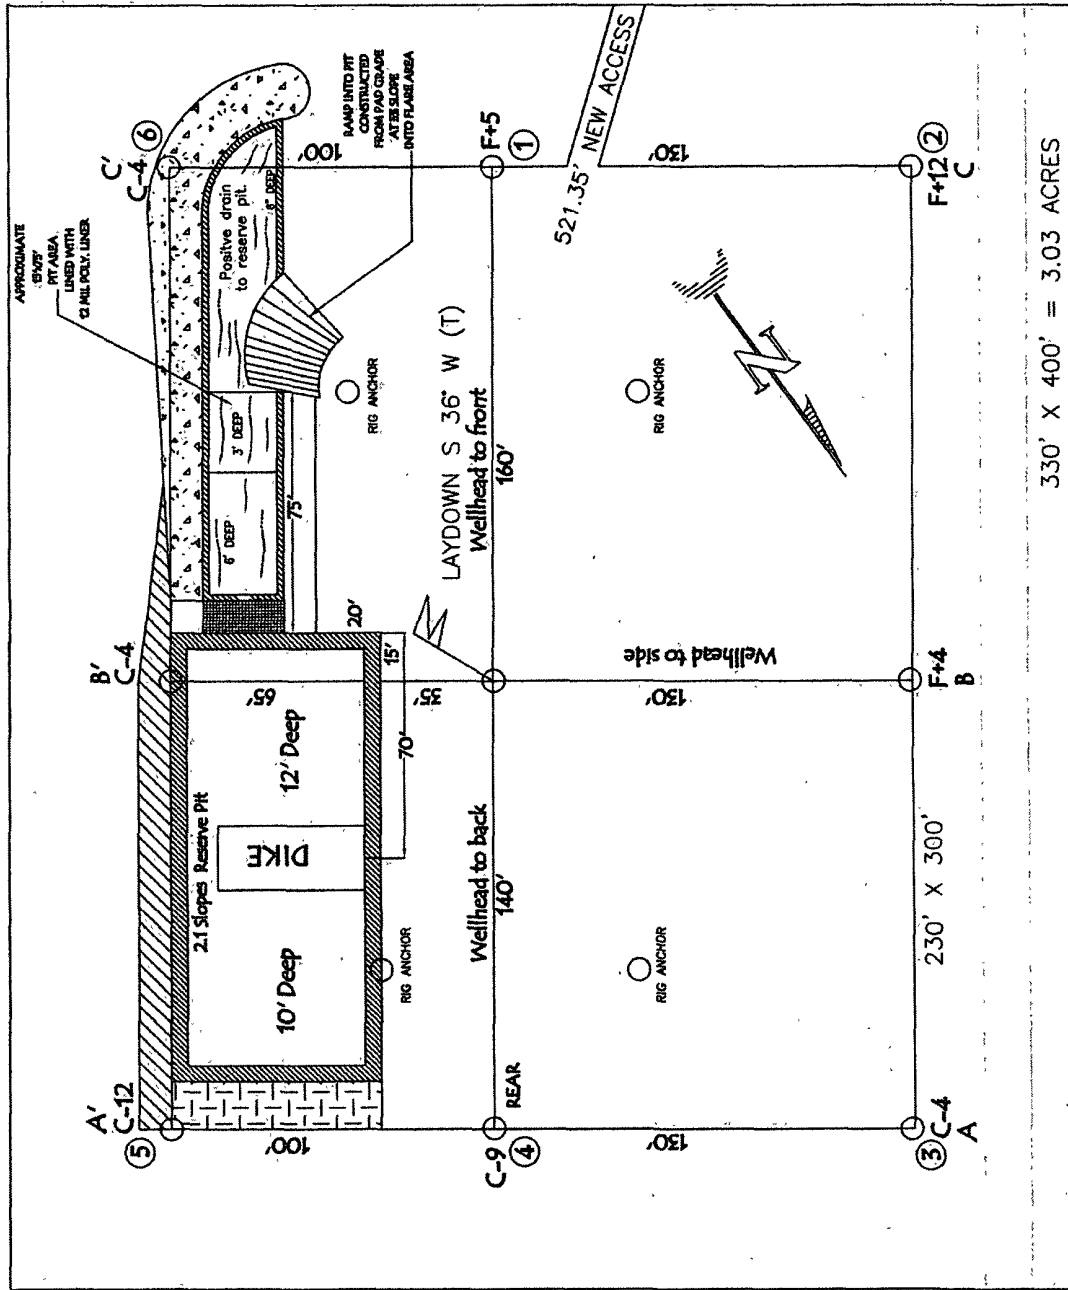 A'
C-12
5
B'
C-4
C'
C-4
6
APPROXIMATE
PIT AREA
LINED WITH
12 MIL POLY. LINER
RAMP INTO PIT
CONSTRUCTED
FROM PAD GRADE
INTO FLARE AREA
2:1 slopes Reserve Pit
10' Deep
DIKE
12' Deep
6' DEEP
3' DEEP
Positve drain
to reserve pit.
6" DEEP
100'
65'
35'
15'
20'
70'
75'
100'
RIG ANCHOR
RIG ANCHOR
LAYDOWN S 36° W (T)
REAR
C-9
4
Wellhead to back
140'
Wellhead to front
160'
F+5
1
521.35' NEW ACCESS
130'
Wellhead to side
130'
130'
RIG ANCHOR
RIG ANCHOR
N
3
C-4
A
F+4
B
F+12
2
C
230' X 300'
330' X 400' = 3.03 ACRES